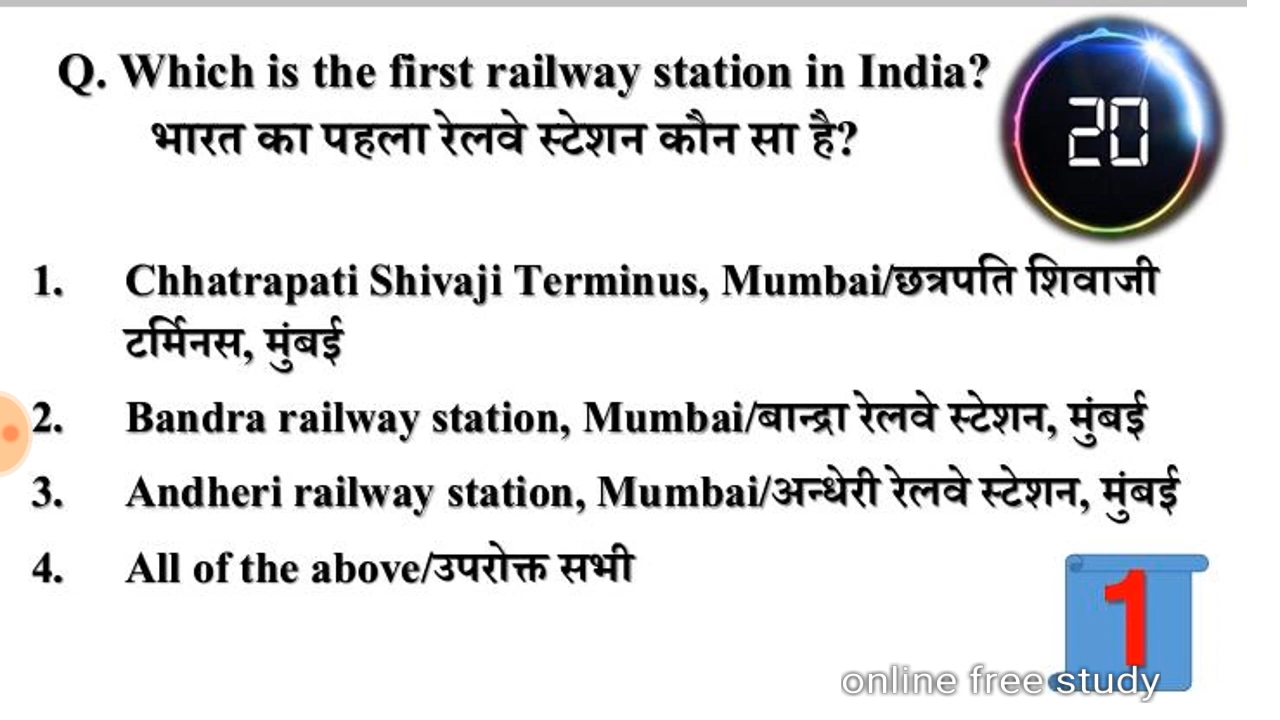 Q. Which is the first railway station in India?
भारत का पहला रेलवे स्टेशन कौन सा है?
20
1. Chhatrapati Shivaji Terminus, Mumbai/छत्रपति शिवाजी
टर्मिनस, मुंबई
2. Bandra railway station, Mumbai/बान्द्रा रेलवे स्टेशन, मुंबई
3. Andheri railway station, Mumbai/अन्धेरी रेलवे स्टेशन, मुंबई
4. All of the above/उपरोक्त सभी
1
online free study